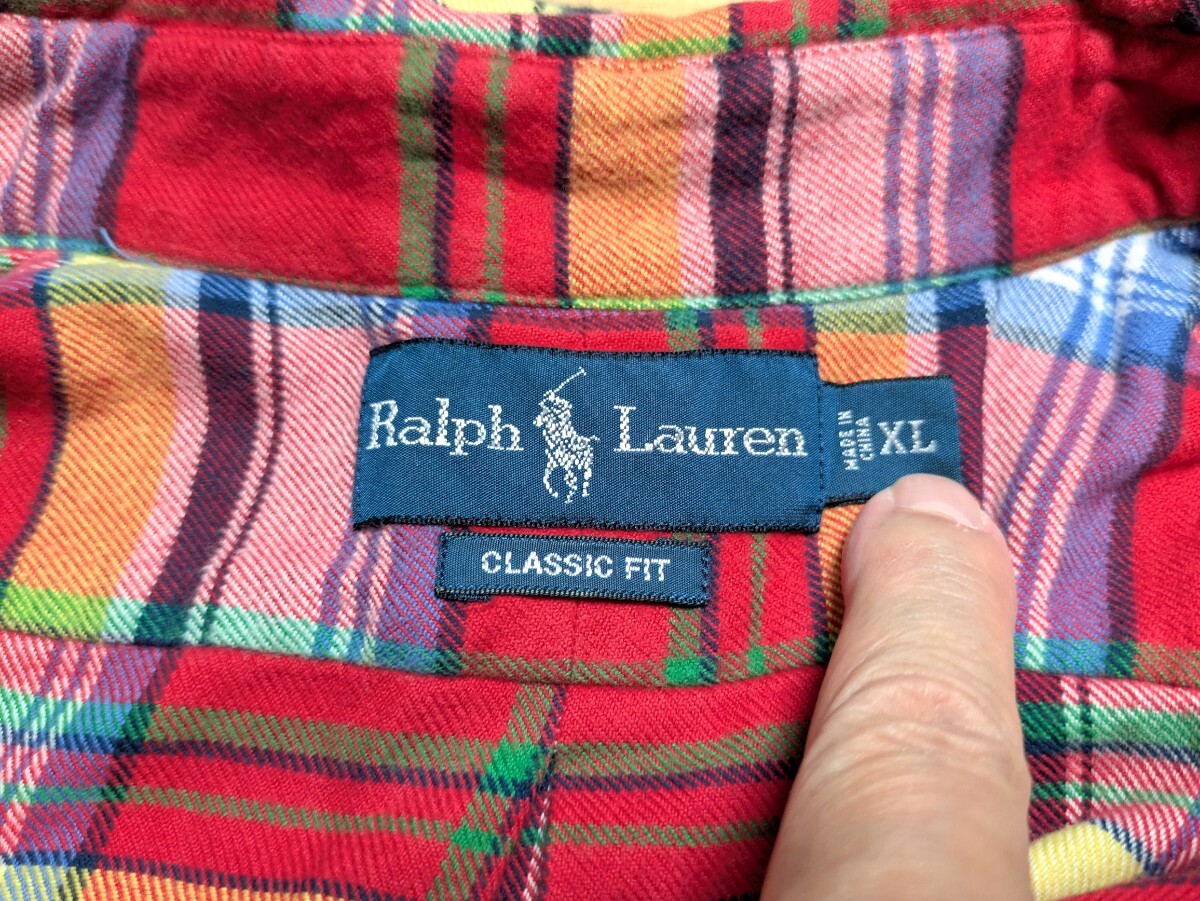 Ralph Lauren
MADE IN
CHINA
XL
CLASSIC FIT